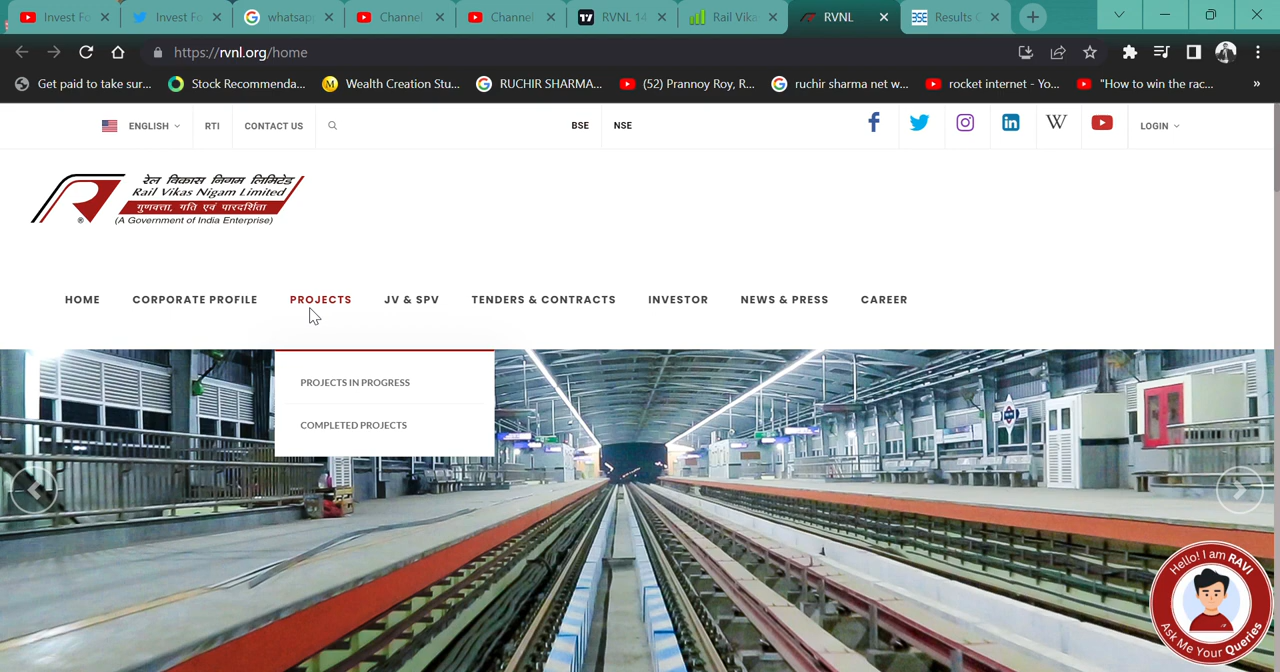 Invest Fo
Invest Fo
whatsap
Channel
Channel
RVNL 14
Rail Vika
RVNL
Results
https://rvnl.org/home
Get paid to take sur...
Stock Recommenda...
Wealth Creation Stu...
RUCHIR SHARMA...
(52) Prannoy Roy, R...
ruchir sharma net w...
rocket internet - Yo...
"How to win the rac...
»
ENGLISH
RTI
CONTACT US
BSE
NSE
LOGIN
रेल विकास निगम लिमिटेड
Rail Vikas Nigam Limited
गुणवत्ता, गति एवं पारदर्शिता
(A Government of India Enterprise)
®
HOME
CORPORATE PROFILE
PROJECTS
JV & SPV
TENDERS & CONTRACTS
INVESTOR
NEWS & PRESS
CAREER
PROJECTS IN PROGRESS
COMPLETED PROJECTS
Hello! I am RAVI
Ask Me Your Queries